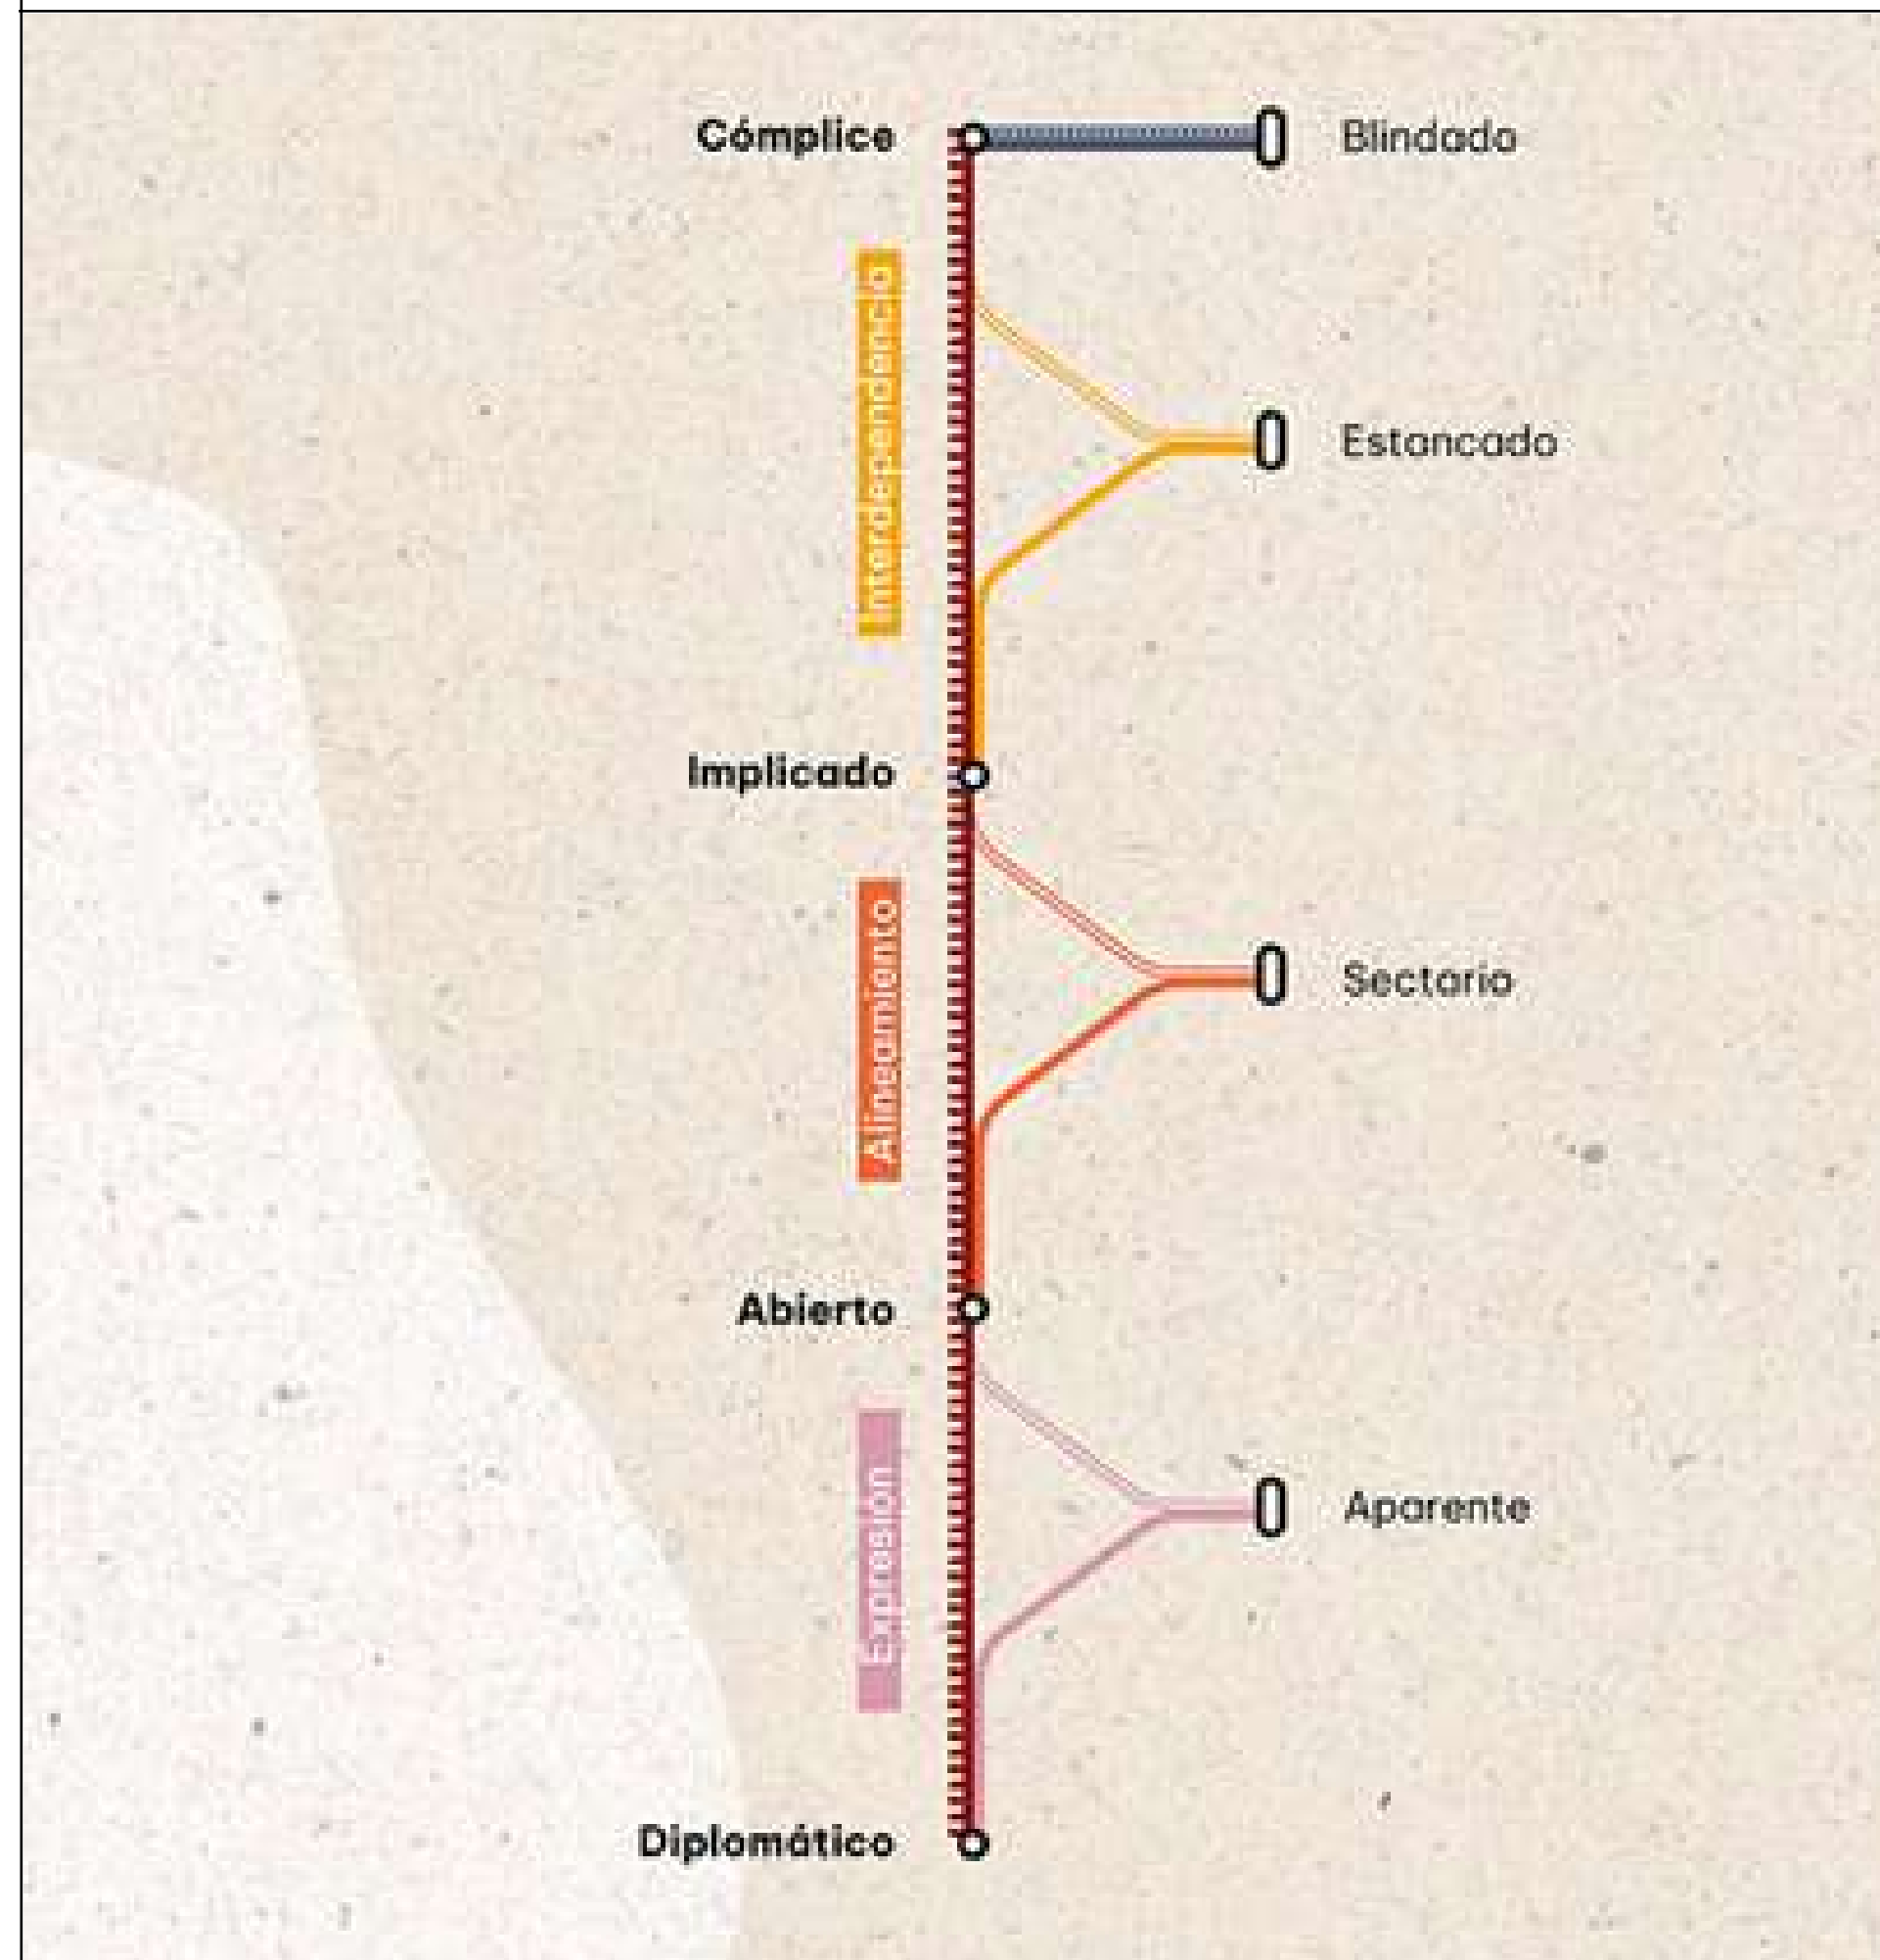 Cómplice
Blindado
Interdependencia
Estancado
Implicado
Alineamiento
Sectario
Abierto
Expresión
Aparente
Diplomático